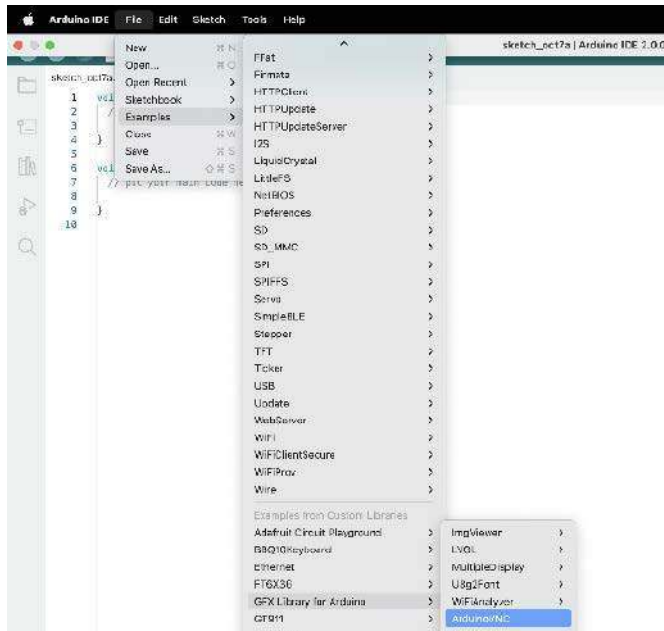 Arduino IDE File Edit Sketch Tools Help
sketch_oct7a | Arduino IDE 2.0.0
New ⌘ N
Open... ⌘ O
Open Recent
Sketchbook
Examples
Close ⌘ W
Save ⌘ S
Save As... ⇧ ⌘ S
sketch_oct7a.
1
2 /
3
4 }
5
6
7 // put your main code he
8
9 }
10
FFat
Firmata
HTTPClient
HTTPUpdate
HTTPUpdateServer
I2S
LiquidCrystal
LittleFS
NetBIOS
Preferences
SD
SD_MMC
SPI
SPIFFS
Servo
SimpleBLE
Stepper
TFT
Ticker
USB
Update
WebServer
WiFi
WiFiClientSecure
WiFiProv
Wire
Examples from Custom Libraries
Adafruit Circuit Playground
BBQ10Keyboard
Ethernet
FT6X36
GFX Library for Arduino
GT911
ImgViewer
LVGL
MultipleDisplay
U8g2Font
WiFiAnalyzer
ArduinoVNC